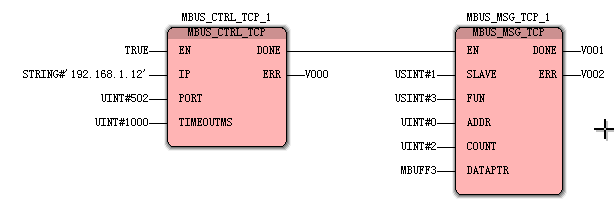 MBUS_CTRL_TCP_1 MBUS_MSG_TCP_1
MBUS_CTRL_TCP MBUS_MSG_TCP
TRUE EN DONE EN DONE V001
STRING#'192.168.1.12' IP ERR V000 USINT#1 SLAVE ERR V002
UINT#502 PORT USINT#3 FUN
UINT#1000 TIMEOUTMS UINT#0 ADDR
UINT#2 COUNT
MBUFF3 DATAPTR